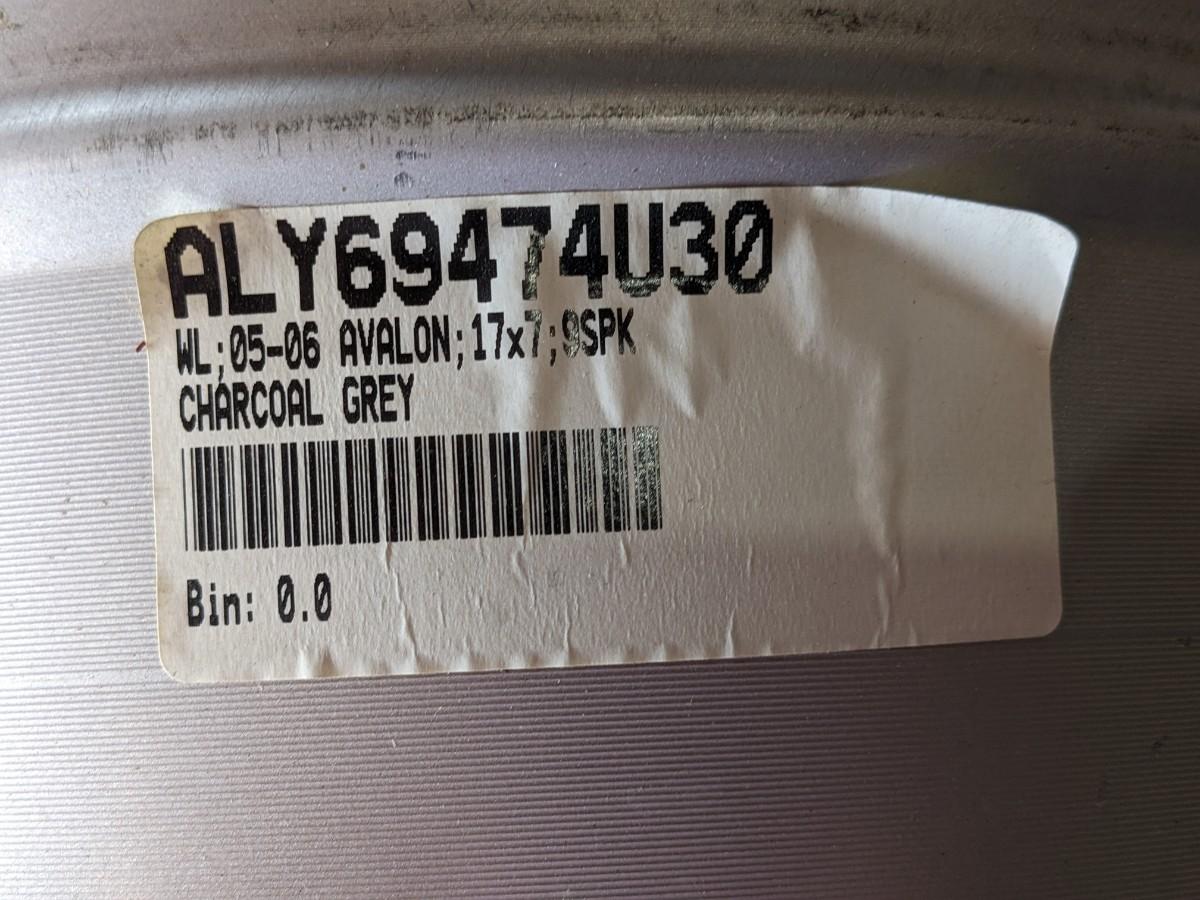 ALY69474U30
WL;05-06 AVALON;17x7;9SPK
CHARCOAL GREY
Bin: 0.0